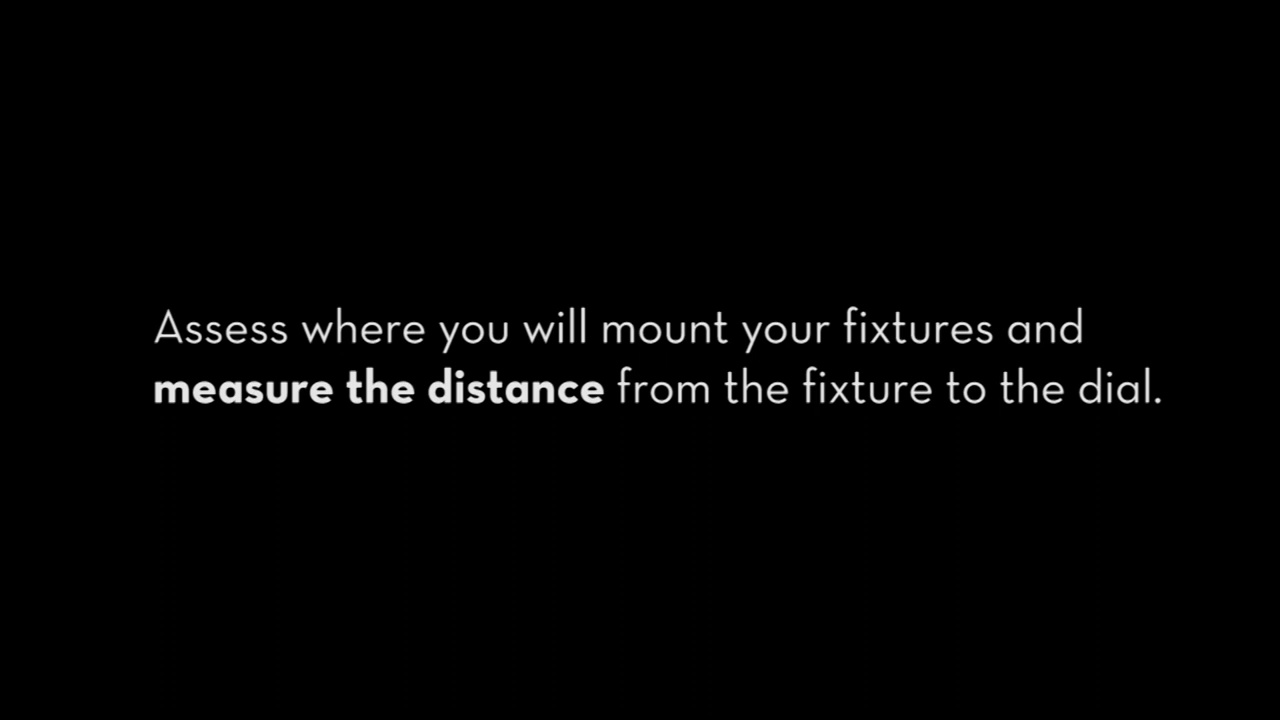 Assess where you will mount your fixtures and
measure the distance from the fixture to the dial.